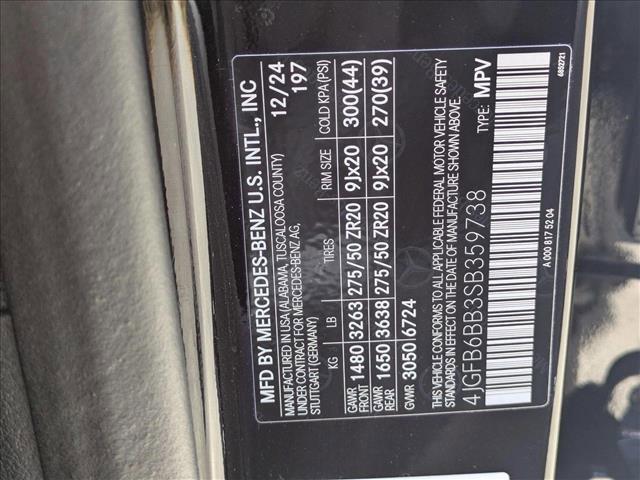 MFD BY MERCEDES-BENZ U.S. INTL., INC
MANUFACTURED IN USA (ALABAMA, TUSCALOOSA COUNTY) 12/24
UNDER LICENSE OF MERCEDES-BENZ AG, 197
STUTTGART (GERMANY)
KG LB TIRES RIM SIZE COLD KPA (PSI)
GAWR FRONT 1480 3263 275/50 ZR20 9Jx20 300(44)
GAWR REAR 1650 3638 275/50 ZR20 9Jx20 270(39)
GVWR 3050 6724
THIS VEHICLE CONFORMS TO ALL APPLICABLE FEDERAL MOTOR VEHICLE SAFETY
STANDARDS IN EFFECT ON THE DATE OF MANUFACTURE SHOWN ABOVE.
4JGFB6BB3SB359738 TYPE: MPV
A 000 817 52 04 6852721